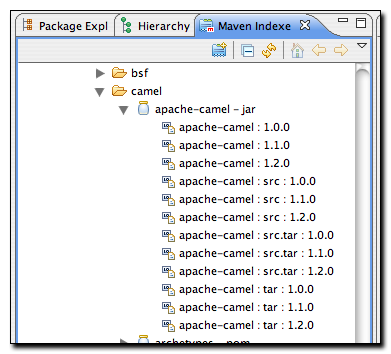 Package Expl Hierarchy Maven Indexe
bsf
camel
apache-camel - jar
apache-camel : 1.0.0
apache-camel : 1.1.0
apache-camel : 1.2.0
apache-camel : src : 1.0.0
apache-camel : src : 1.1.0
apache-camel : src : 1.2.0
apache-camel : src.tar : 1.0.0
apache-camel : src.tar : 1.1.0
apache-camel : src.tar : 1.2.0
apache-camel : tar : 1.0.0
apache-camel : tar : 1.1.0
apache-camel : tar : 1.2.0
archetypes - pom